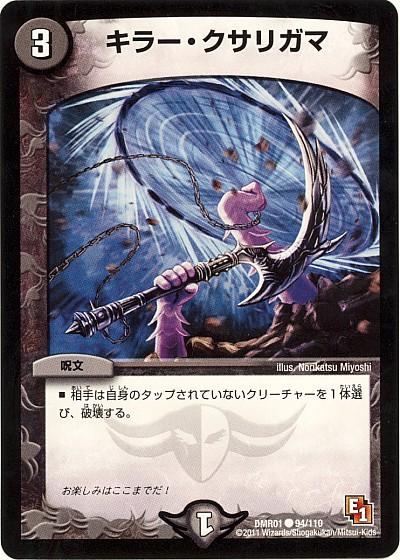 3
キラー・クサリガマ
illus. Norikatsu Miyoshi
呪文
■ 相手は自身のタップされていないクリーチャーを1体選
び、破壊する。
お楽しみはここまでだ!
1
DMR01 ● 94/110
©2011 Wizards/Shogakukan/Mitsui-Kids
E1